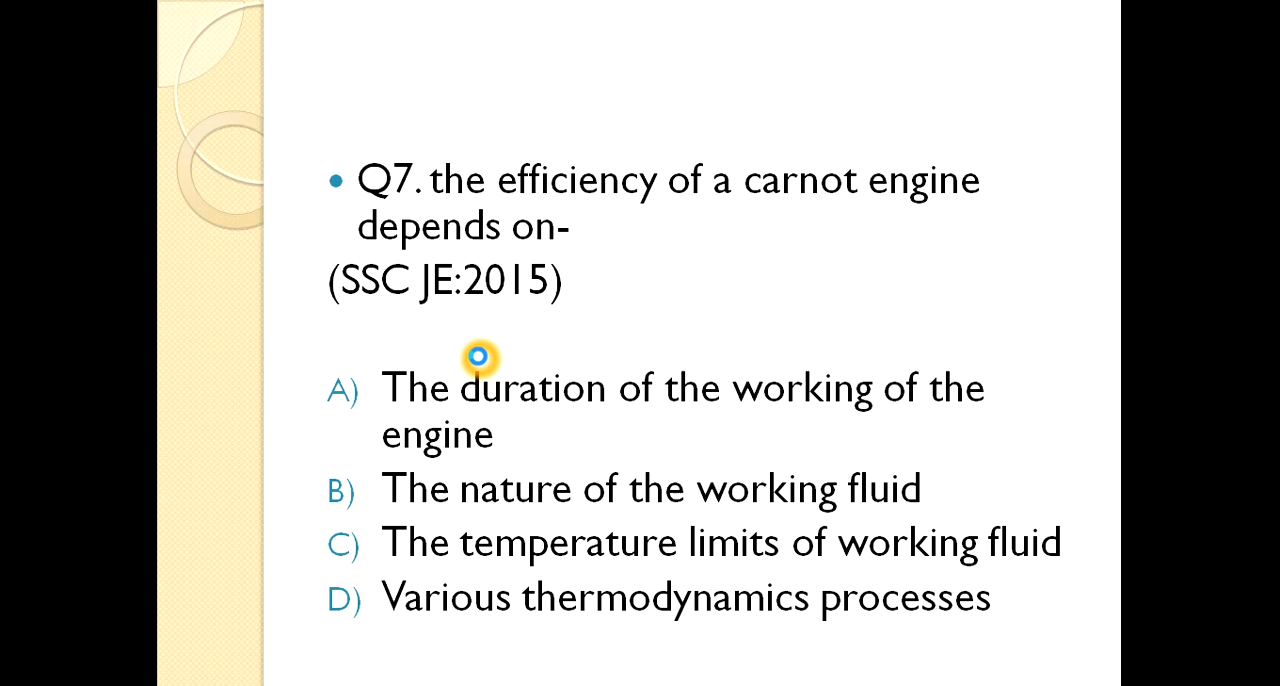 • Q7. the efficiency of a carnot engine
depends on-
(SSC JE:2015)
A) The duration of the working of the
engine
B) The nature of the working fluid
C) The temperature limits of working fluid
D) Various thermodynamics processes